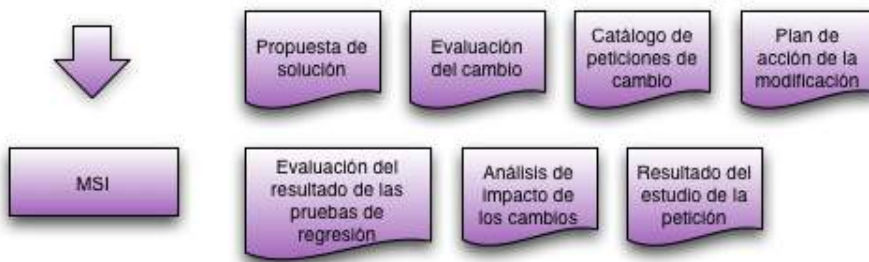 Propuesta de
solución
Evaluación
del cambio
Catálogo de
peticiones de
cambio
Plan de
acción de la
modificación
MSI
Evaluación del
resultado de las
pruebas de
regresión
Análisis de
impacto de
los cambios
Resultado del
estudio de la
petición